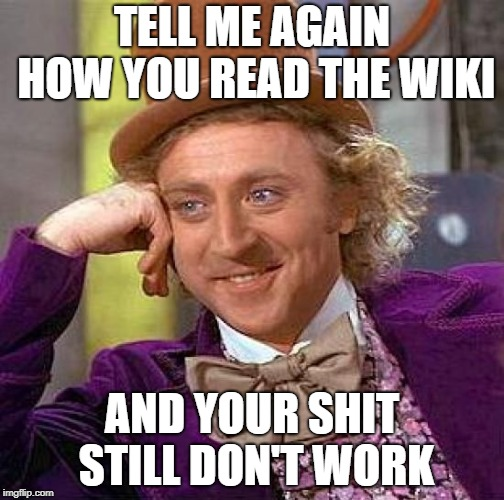 TELL ME AGAIN
HOW YOU READ THE WIKI
AND YOUR SHIT
STILL DON'T WORK
imgflip.com